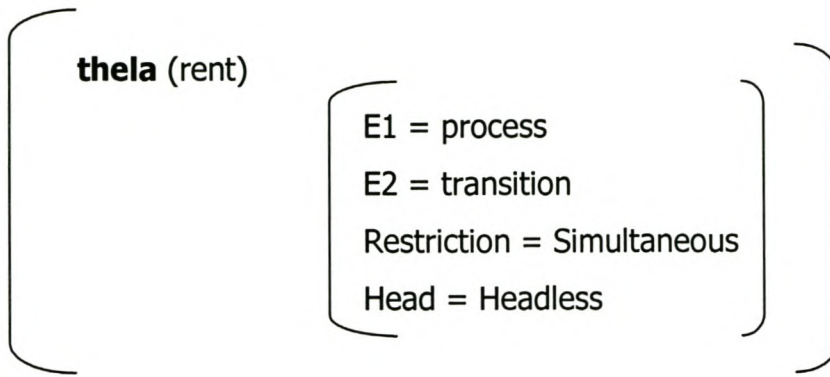 thela (rent)
E1 = process
E2 = transition
Restriction = Simultaneous
Head = Headless